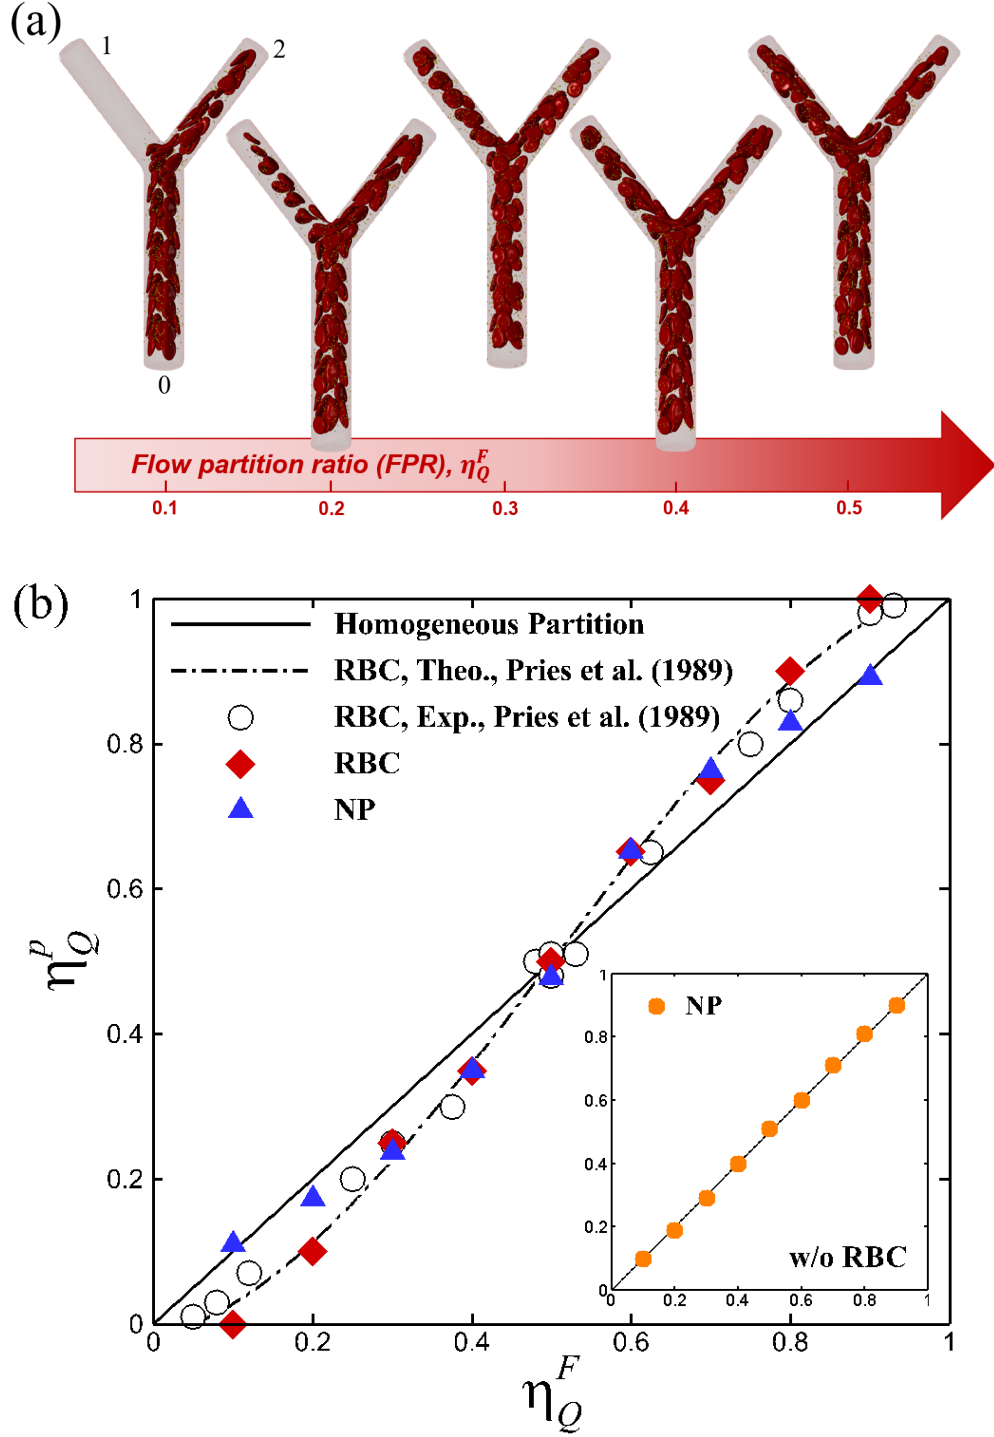 (a)
1
2
0
Flow partition ratio (FPR), η_Q^F
0.1
0.2
0.3
0.4
0.5
(b)
1
0.8
0.6
0.4
0.2
0
η_Q^p
Homogeneous Partition
RBC, Theo., Pries et al. (1989)
RBC, Exp., Pries et al. (1989)
RBC
NP
1
0.8
0.6
0.4
0.2
0
NP
w/o RBC
0 0.2 0.4 0.6 0.8 1
0 0.2 0.4 0.6 0.8 1
η_Q^F